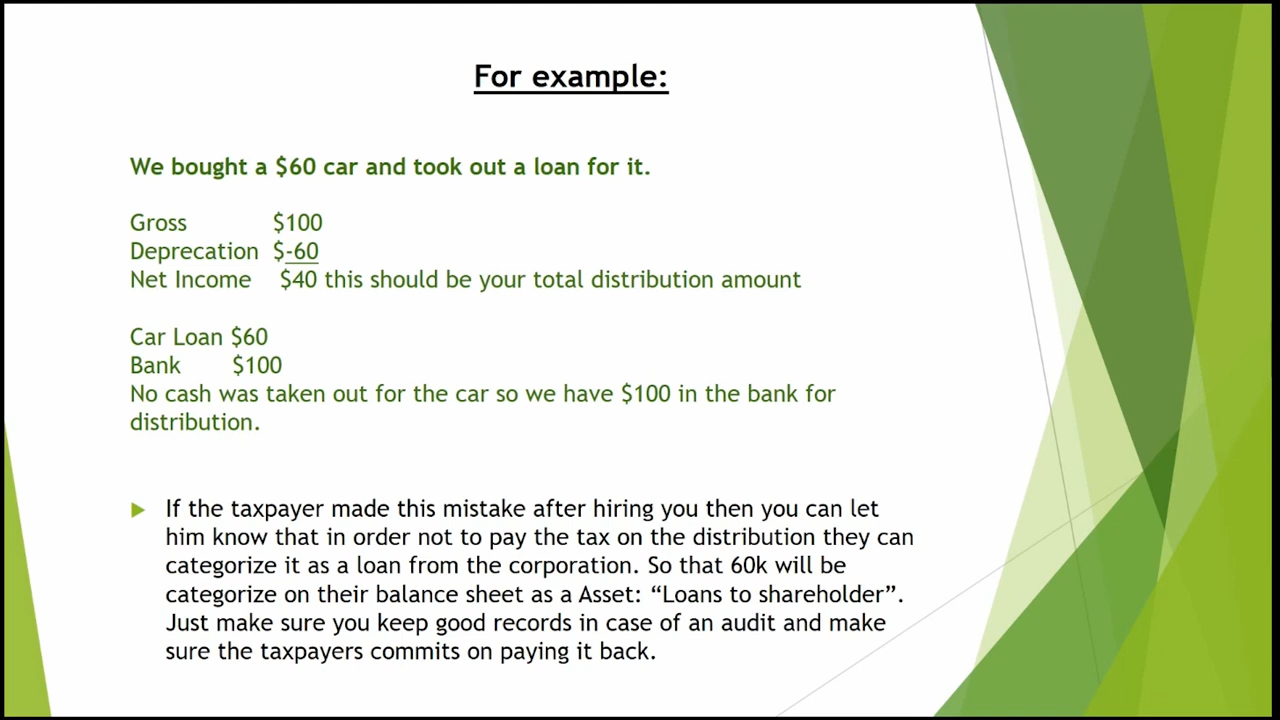 For example:
We bought a $60 car and took out a loan for it.
Gross $100
Deprecation $-60
Net Income $40 this should be your total distribution amount
Car Loan $60
Bank $100
No cash was taken out for the car so we have $100 in the bank for
distribution.
If the taxpayer made this mistake after hiring you then you can let
him know that in order not to pay the tax on the distribution they can
categorize it as a loan from the corporation. So that 60k will be
categorize on their balance sheet as a Asset: “Loans to shareholder”.
Just make sure you keep good records in case of an audit and make
sure the taxpayers commits on paying it back.